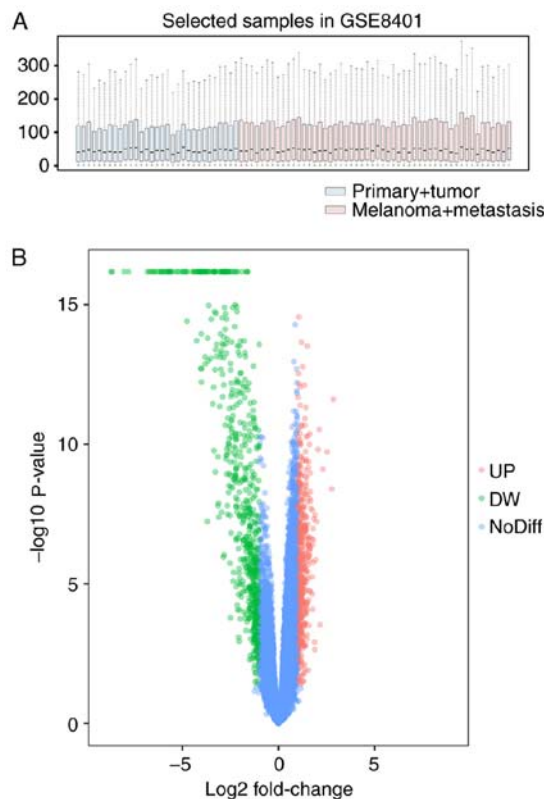 A
Selected samples in GSE8401
300
200
100
0
Primary+tumor
Melanoma+metastasis
B
15
10
5
0
−log10 P-value
−5
0
5
Log2 fold-change
UP
DW
NoDiff